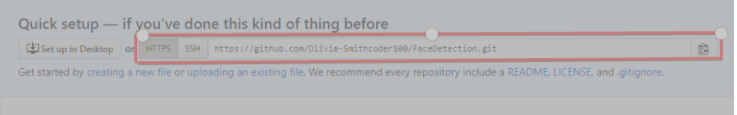 Quick setup — if you've done this kind of thing before
Set up in Desktop or HTTPS SSH https://github.com/Olivia-Smithcoder100/FaceDetection.git
Get started by creating a new file or uploading an existing file. We recommend every repository include a README, LICENSE, and .gitignore.